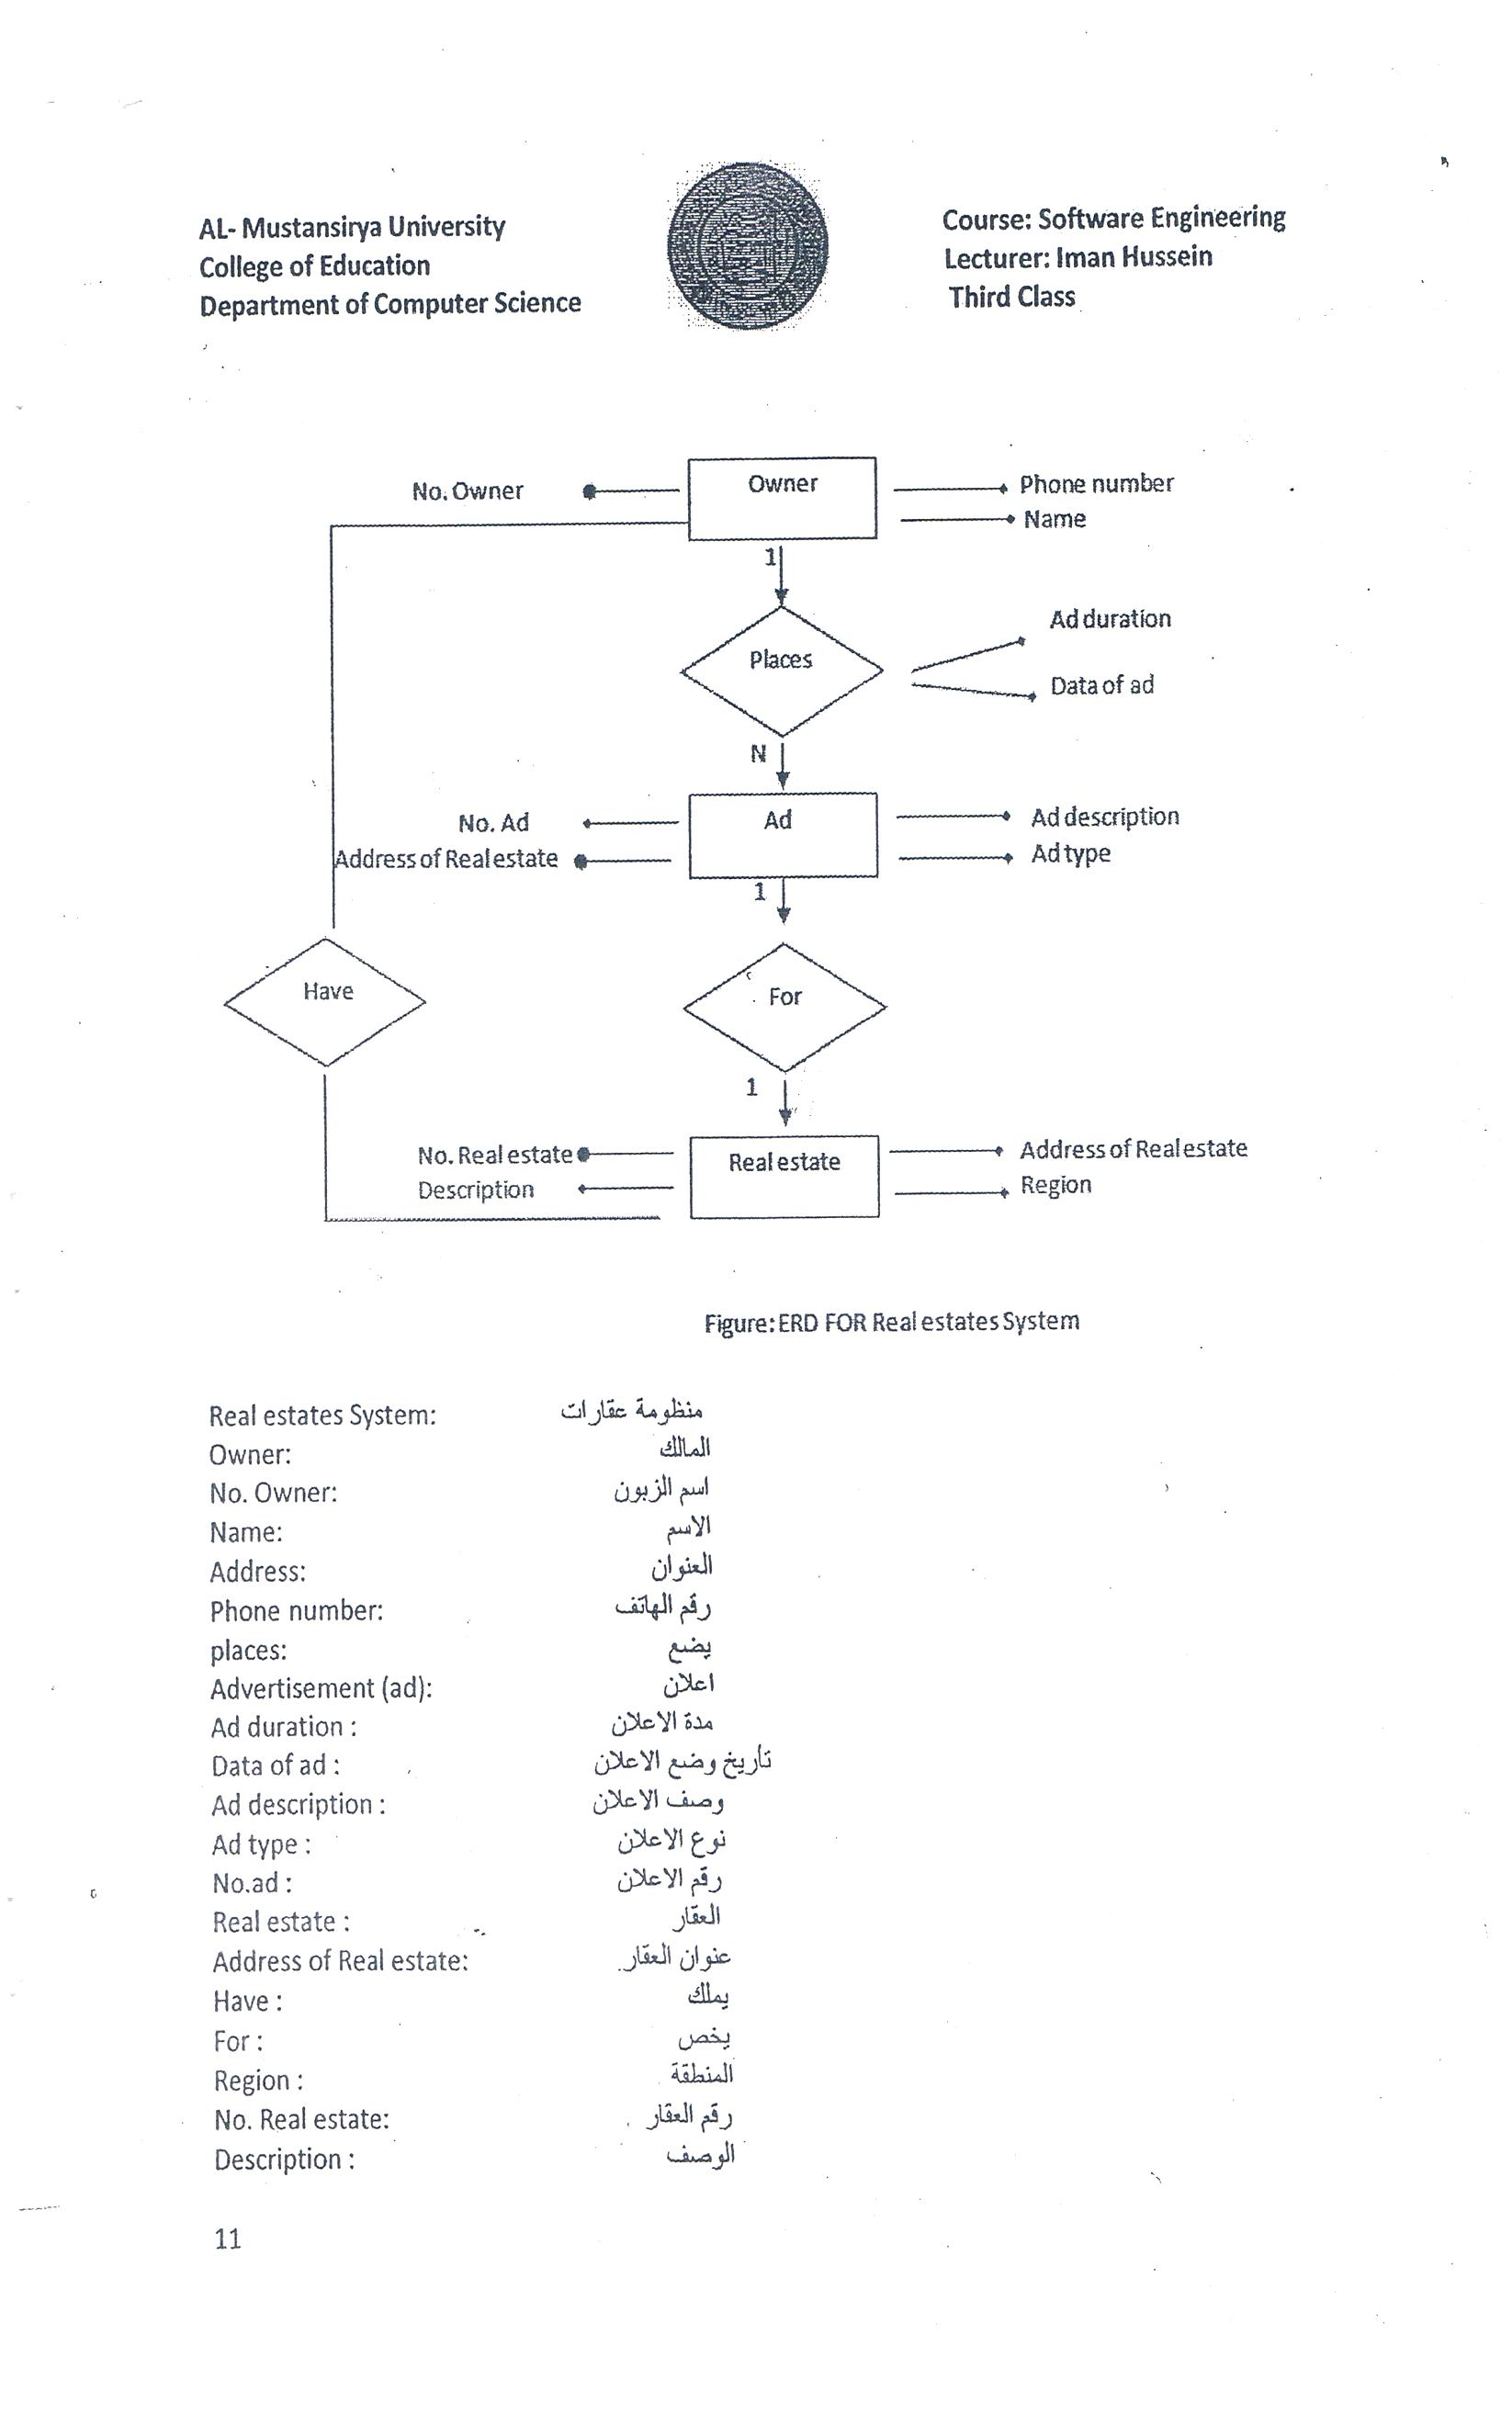 AL- Mustansirya University
College of Education
Department of Computer Science
Course: Software Engineering
Lecturer: Iman Hussein
Third Class
No. Owner
Owner
Phone number
Name
1
Places
Ad duration
Data of ad
N
No. Ad
Ad
Ad description
Address of Real estate
Ad type
1
Have
For
1
No. Real estate
Real estate
Address of Real estate
Description
Region
Figure: ERD FOR Real estates System
Real estates System: منظومة عقارات
Owner: المالك
No. Owner: اسم الزبون
Name: الاسم
Address: العنوان
Phone number: رقم الهاتف
places: يضع
Advertisement (ad): اعلان
Ad duration : مدة الاعلان
Data of ad : تأريخ وضع الاعلان
Ad description : وصف الاعلان
Ad type : نوع الاعلان
No.ad : رقم الاعلان
Real estate : العقار
Address of Real estate: عنوان العقار
Have : يملك
For : يخص
Region : المنطقة
No. Real estate: رقم العقار
Description : الوصف
11